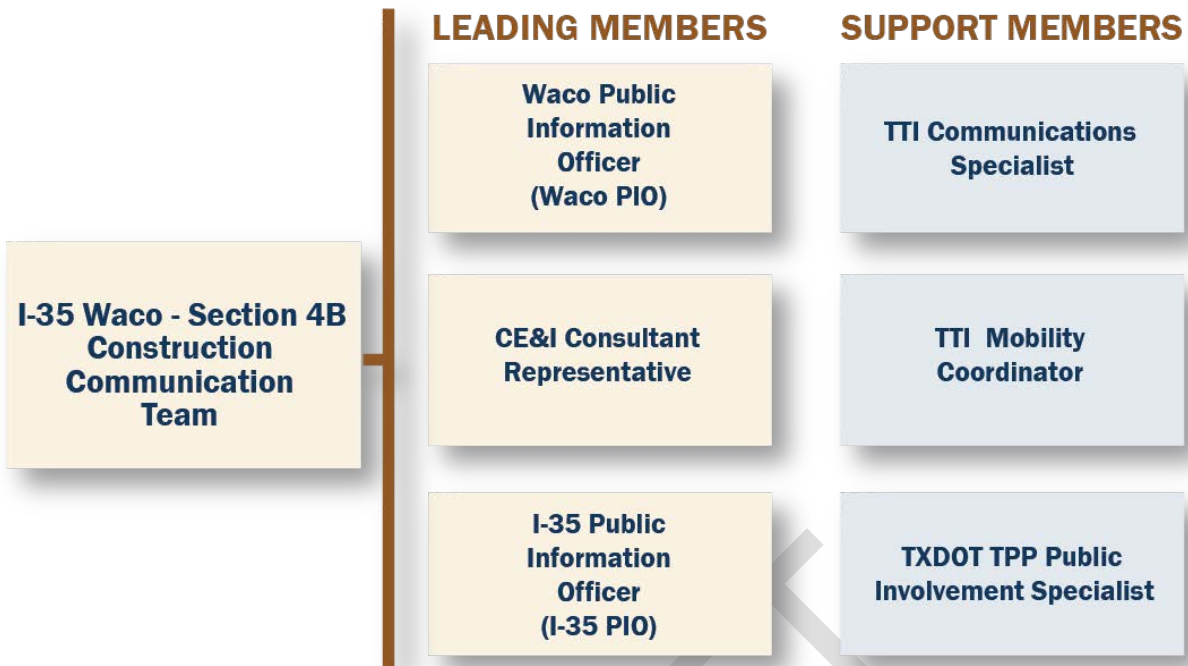 LEADING MEMBERS
SUPPORT MEMBERS
I-35 Waco - Section 4B
Construction
Communication
Team
Waco Public
Information
Officer
(Waco PIO)
TTI Communications
Specialist
CE&I Consultant
Representative
TTI Mobility
Coordinator
I-35 Public
Information
Officer
(I-35 PIO)
TXDOT TPP Public
Involvement Specialist